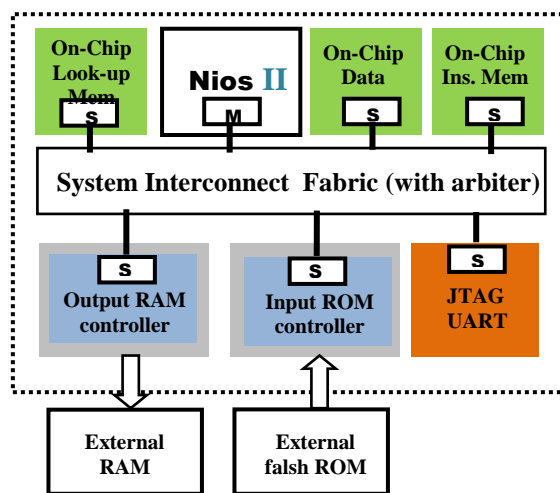 On-Chip
Look-up
Mem
S
Nios II
M
On-Chip
Data
S
On-Chip
Ins. Mem
S
System Interconnect Fabric (with arbiter)
S
Output RAM
controller
S
Input ROM
controller
S
JTAG
UART
External
RAM
External
falsh ROM